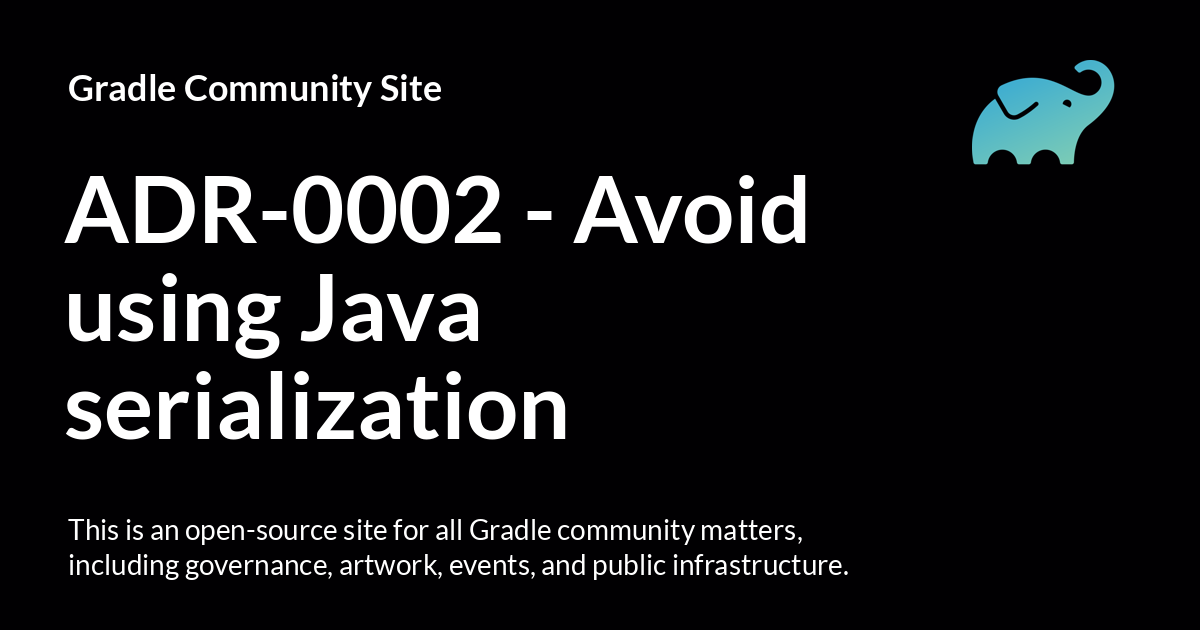 Gradle Community Site
ADR-0002 - Avoid
using Java
serialization
This is an open-source site for all Gradle community matters,
including governance, artwork, events, and public infrastructure.